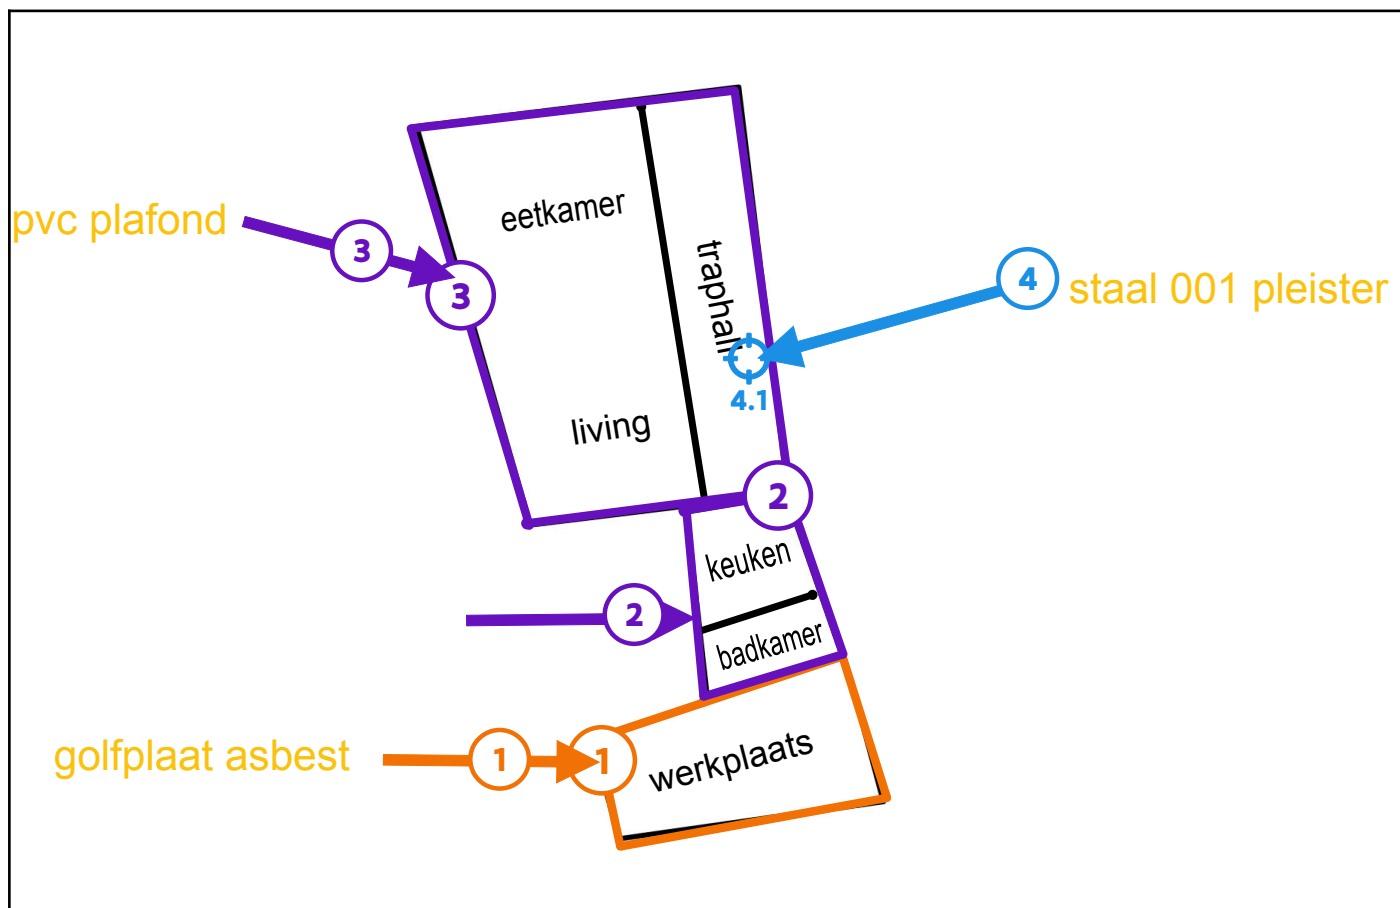 eetkamer
pvc plafond
3
3
traphall
4
staal 001 pleister
4.1
living
2
keuken
2
badkamer
golfplaat asbest
1
1
werkplaats